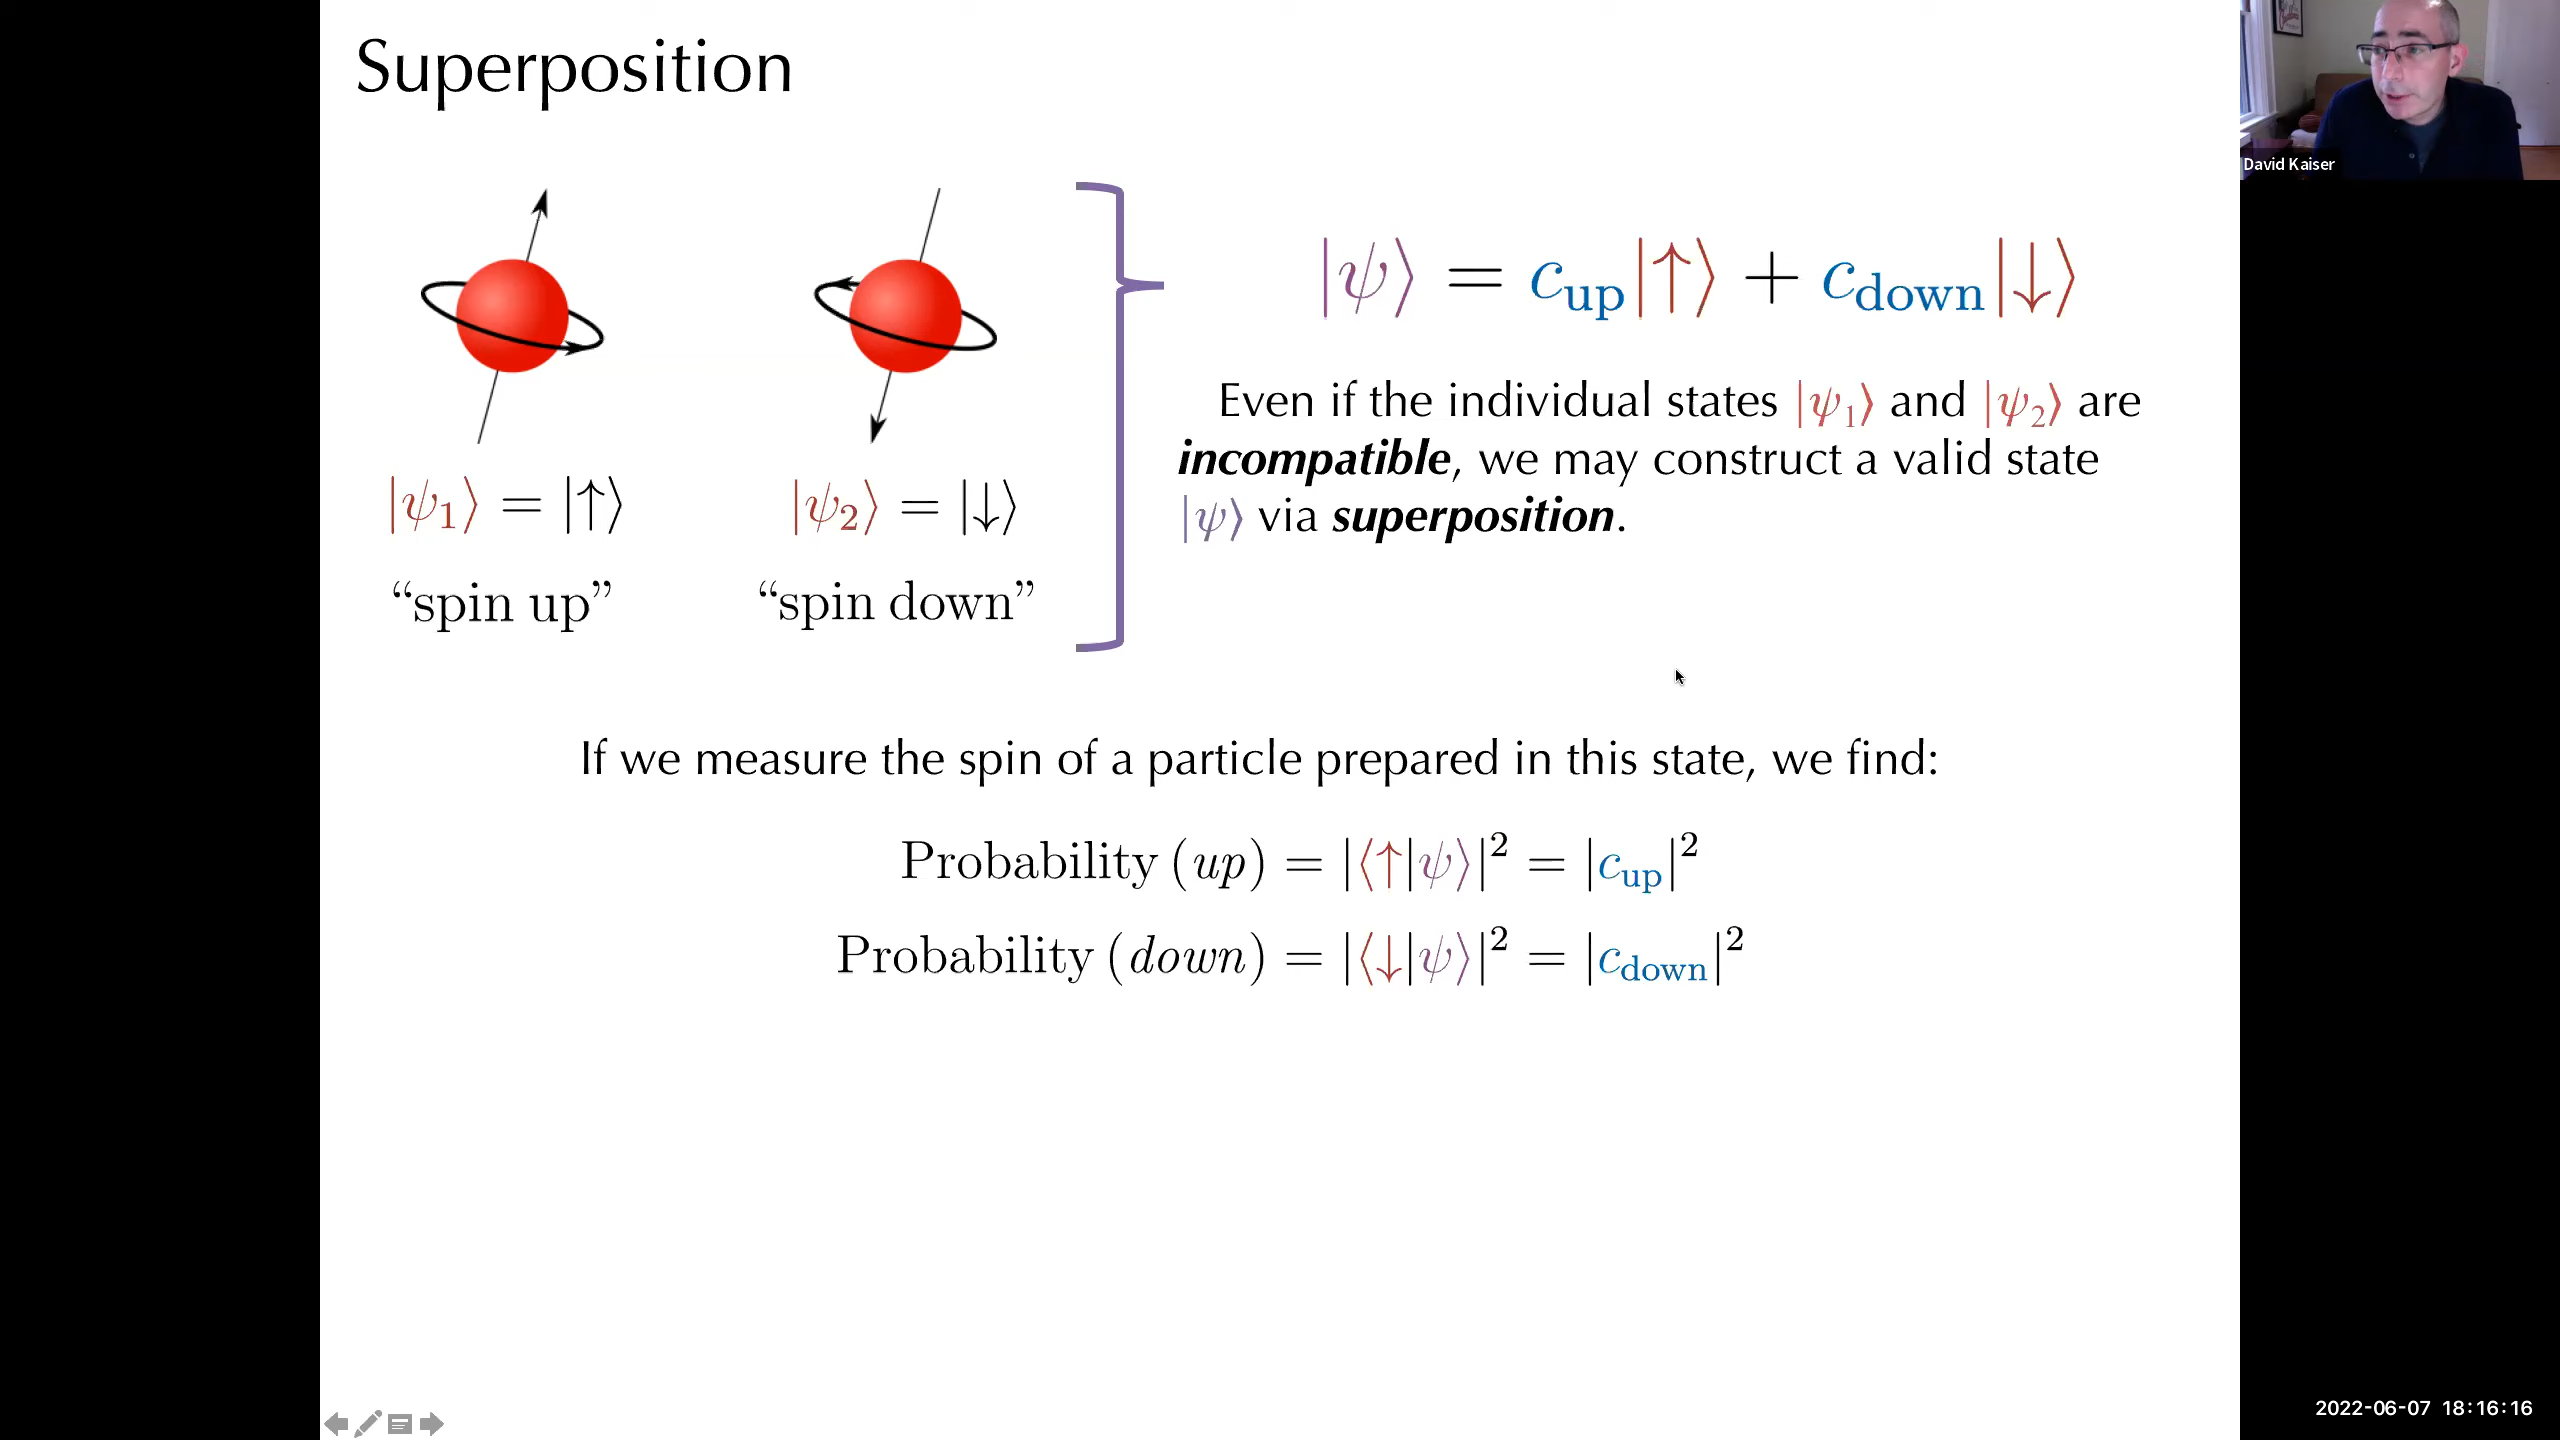 Superposition
David Kaiser
|ψ⟩ = c_up|↑⟩ + c_down|↓⟩
Even if the individual states |ψ₁⟩ and |ψ₂⟩ are
incompatible, we may construct a valid state
|ψ⟩ via superposition.
|ψ₁⟩ = |↑⟩
|ψ₂⟩ = |↓⟩
“spin up”
“spin down”
If we measure the spin of a particle prepared in this state, we find:
Probability (up) = |⟨↑|ψ⟩|² = |c_up|²
Probability (down) = |⟨↓|ψ⟩|² = |c_down|²
2022-06-07 18:16:16